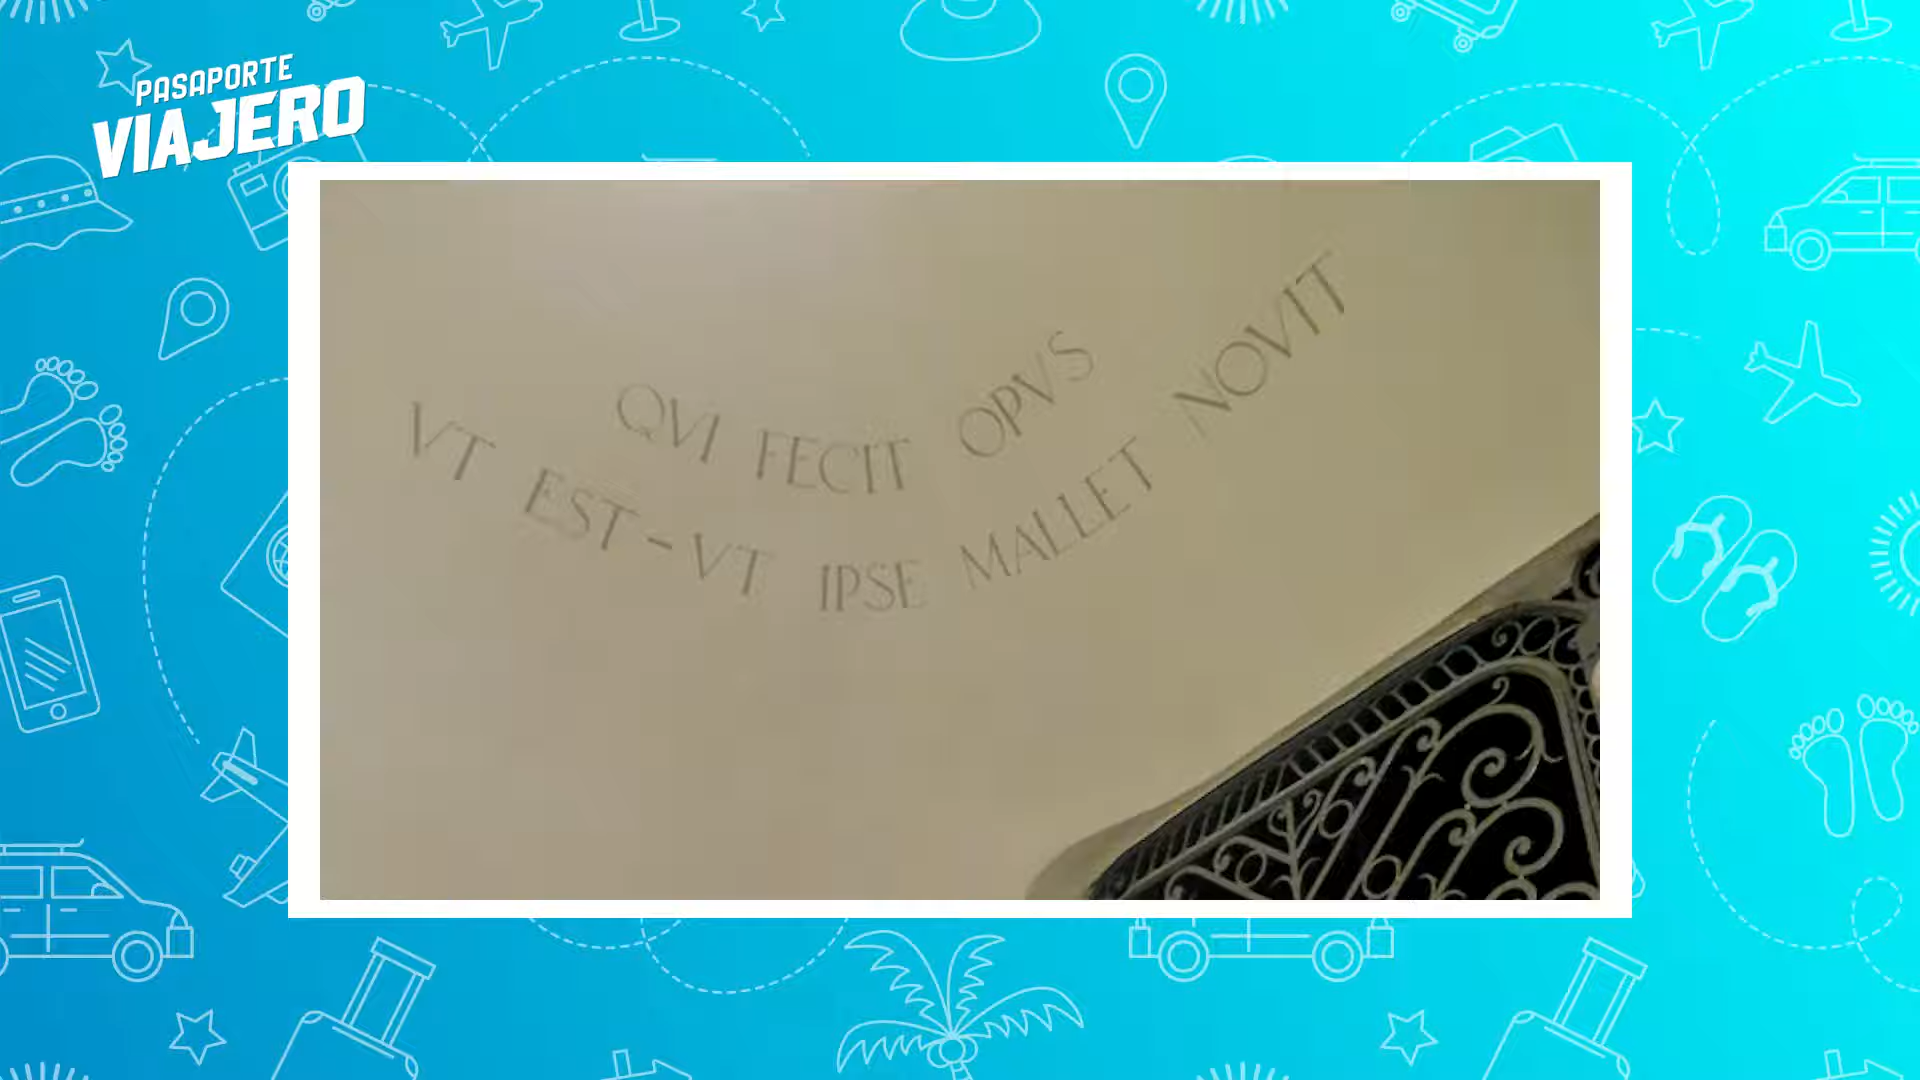 PASAPORTE
VIAJERO
QVI FECIT OPVS
VT EST - VT IPSE MALLET NOVIT